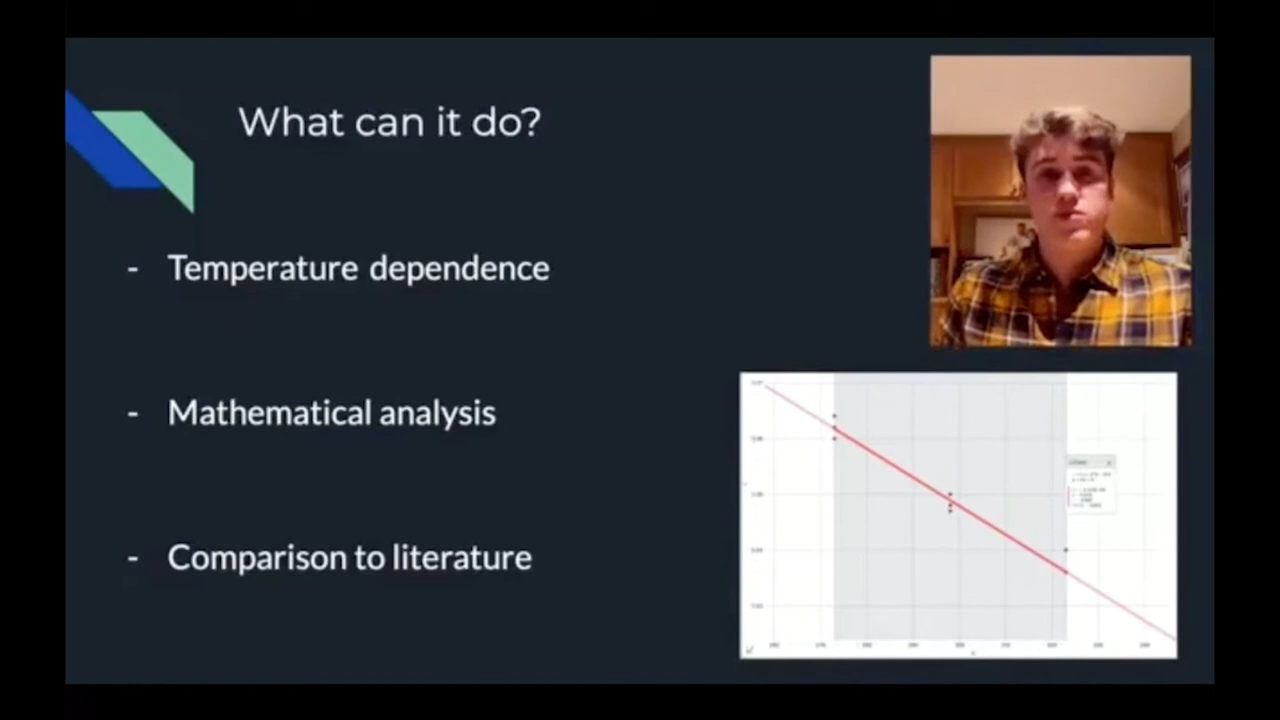 What can it do?
- Temperature dependence
- Mathematical analysis
- Comparison to literature